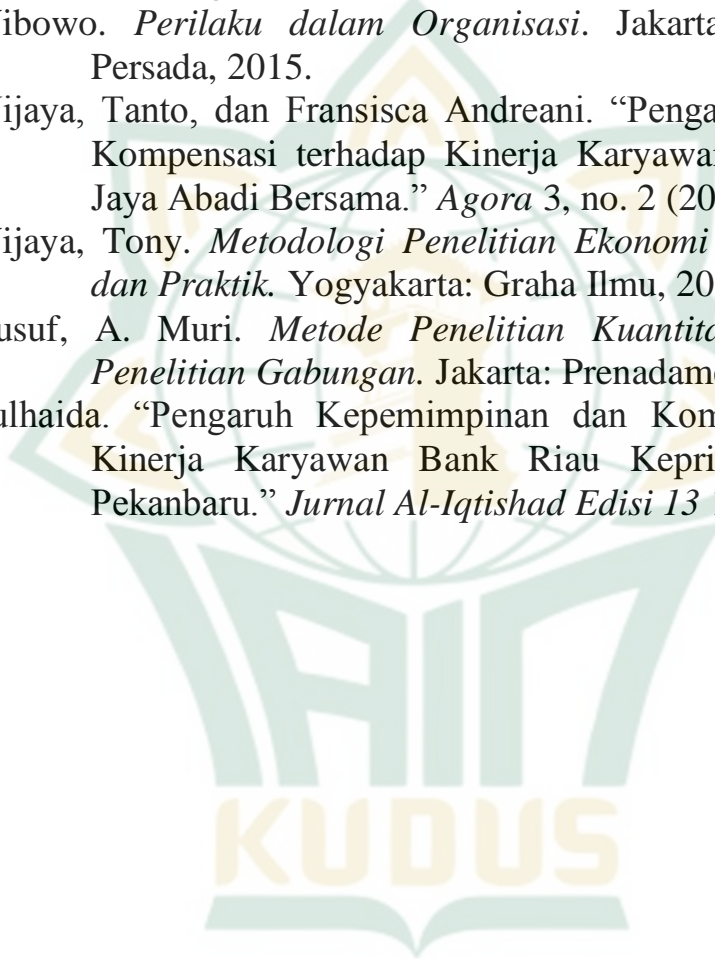 ibowo. Perilaku dalam Organisasi. Jakarta
Persada, 2015.
ijaya, Tanto, dan Fransisca Andreani. “Penga
Kompensasi terhadap Kinerja Karyawa
Jaya Abadi Bersama.” Agora 3, no. 2 (20
ijaya, Tony. Metodologi Penelitian Ekonomi
dan Praktik. Yogyakarta: Graha Ilmu, 20
usuf, A. Muri. Metode Penelitian Kuantita
Penelitian Gabungan. Jakarta: Prenadam
ulhaida. “Pengaruh Kepemimpinan dan Kom
Kinerja Karyawan Bank Riau Kepri
Pekanbaru.” Jurnal Al-Iqtishad Edisi 13
IAIN
KUDUS